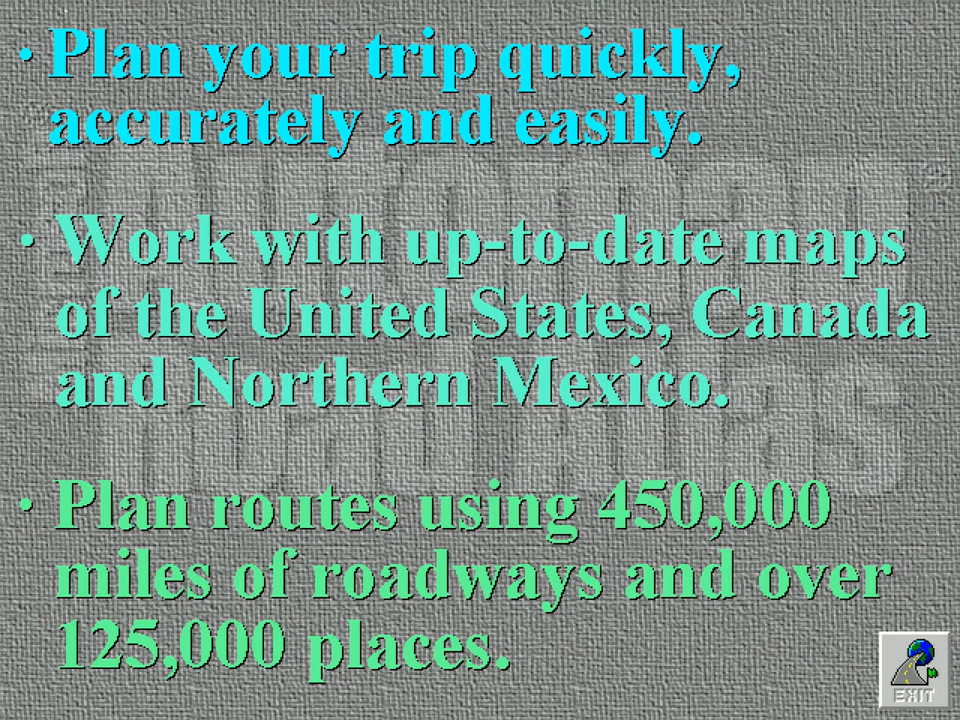 • Plan your trip quickly,
accurately and easily.
• Work with up-to-date maps
of the United States, Canada
and Northern Mexico.
• Plan routes using 450,000
miles of roadways and over
125,000 places.
EXIT